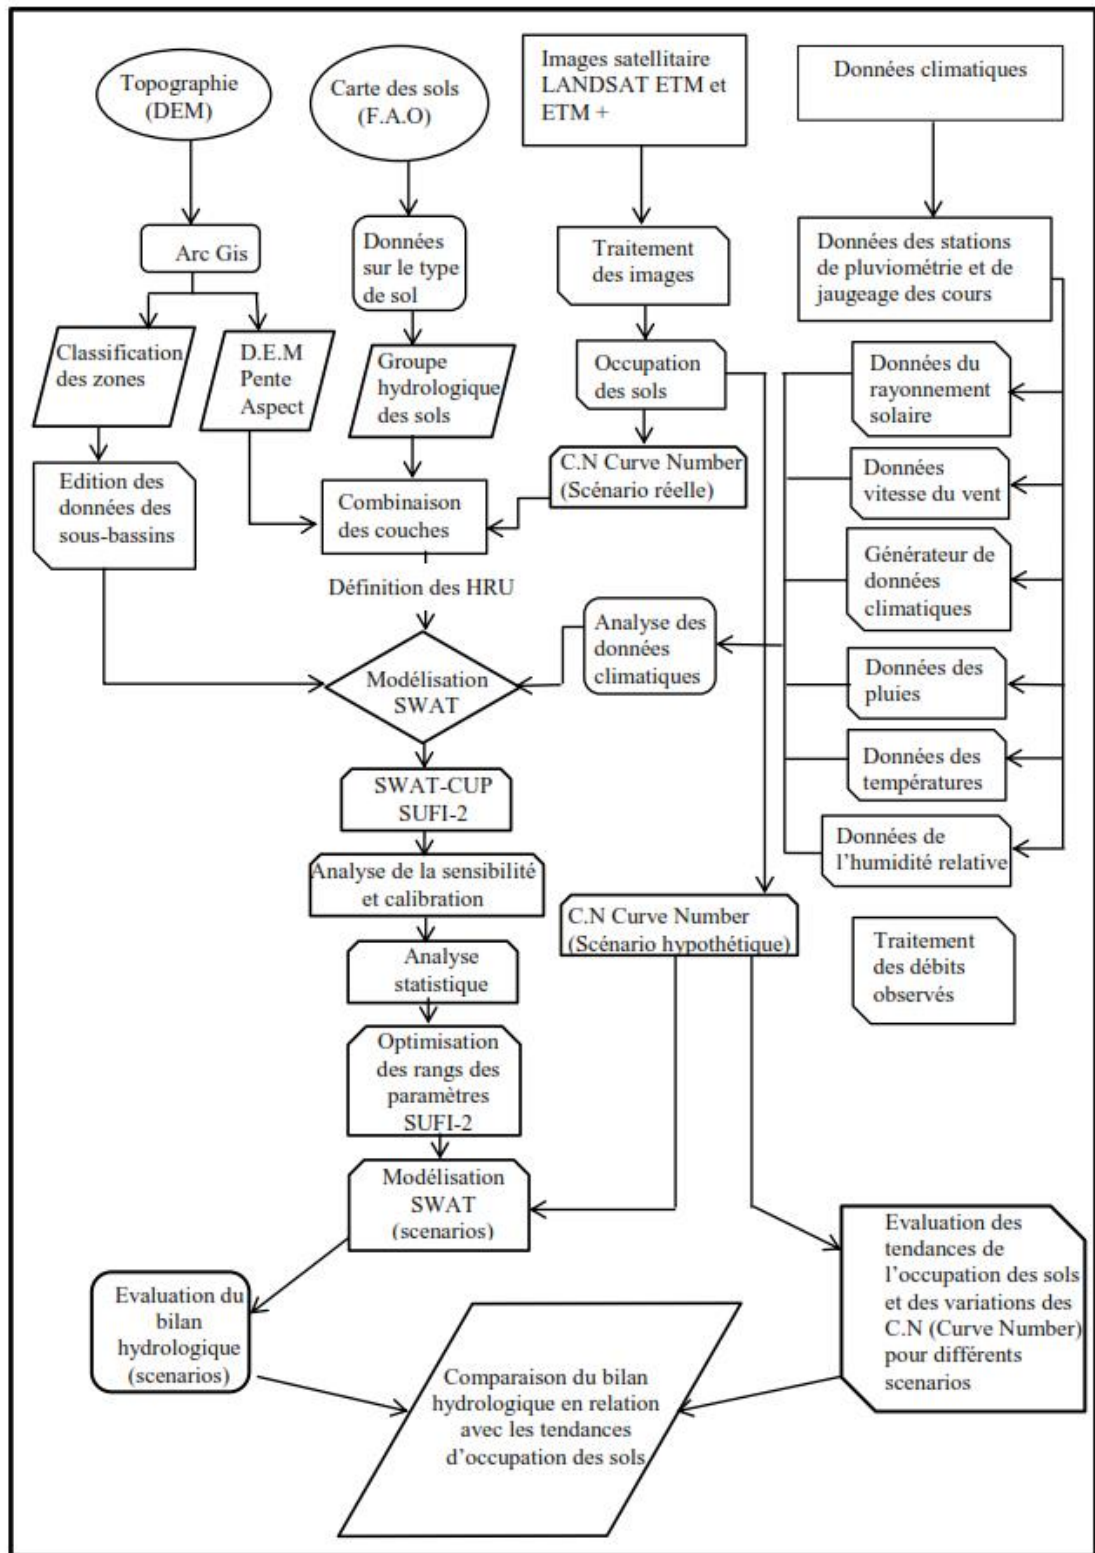 Topographie
(DEM)
Carte des sols
(F.A.O)
Images satellitaire
LANDSAT ETM et
ETM +
Données climatiques
Arc Gis
Données
sur le type
de sol
Traitement
des images
Données des stations
de pluviométrie et de
jaugeage des cours
Classification
des zones
D.E.M
Pente
Aspect
Groupe
hydrologique
des sols
Occupation
des sols
Données du
rayonnement
solaire
Edition des
données des
sous-bassins
Combinaison
des couches
C.N Curve Number
(Scénario réelle)
Données
vitesse du vent
Définition des HRU
Générateur de
données
climatiques
Analyse des
données
climatiques
Modélisation
SWAT
Données des
pluies
SWAT-CUP
SUFI-2
Données des
températures
Analyse de la sensibilité
et calibration
Données de
l'humidité relative
C.N Curve Number
(Scénario hypothétique)
Traitement
des débits
observés
Analyse
statistique
Optimisation
des rangs des
paramètres
SUFI-2
Modélisation
SWAT
(scenarios)
Evaluation des
tendances de
l'occupation des sols
et des variations des
C.N (Curve Number)
pour différents
scenarios
Evaluation du
bilan
hydrologique
(scenarios)
Comparaison du bilan
hydrologique en relation
avec les tendances
d'occupation des sols